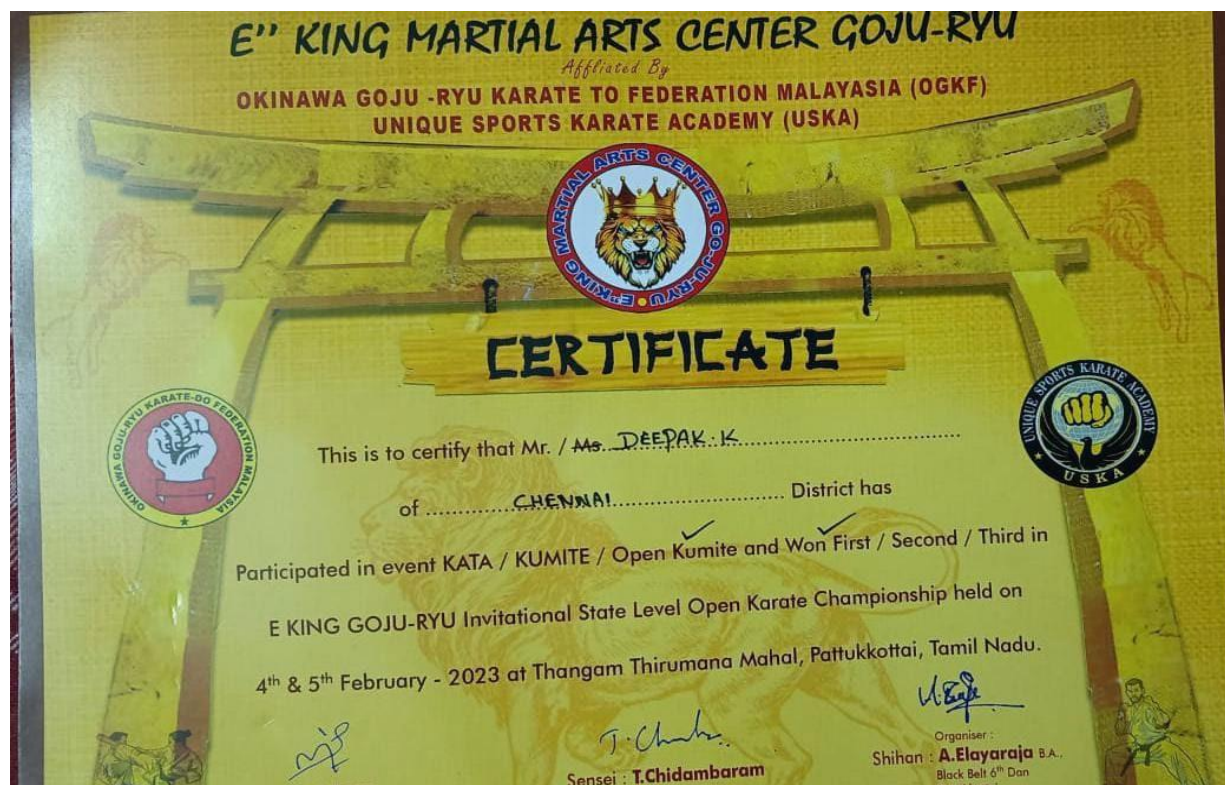 E" KING MARTIAL ARTS CENTER GOJU-RYU
Affliated By
OKINAWA GOJU -RYU KARATE TO FEDERATION MALAYASIA (OGKF)
UNIQUE SPORTS KARATE ACADEMY (USKA)
E" KING MARTIAL ARTS CENTER GO-JU-RYU
CERTIFICATE
OKINAWA GOJU-RYU KARATE-DO FEDERATION MALAYSIA
UNIQUE SPORTS KARATE ACADEMY
USKA
This is to certify that Mr. / Ms. DEEPAK. K
of CHENNAI District has
Participated in event KATA / KUMITE / Open Kumite and Won First / Second / Third in
E KING GOJU-RYU Invitational State Level Open Karate Championship held on
4th & 5th February - 2023 at Thangam Thirumana Mahal, Pattukkottai, Tamil Nadu.
Organiser :
Sensei : T.Chidambaram
Shihan : A.Elayaraja B.A.,
Black Belt 6th Dan